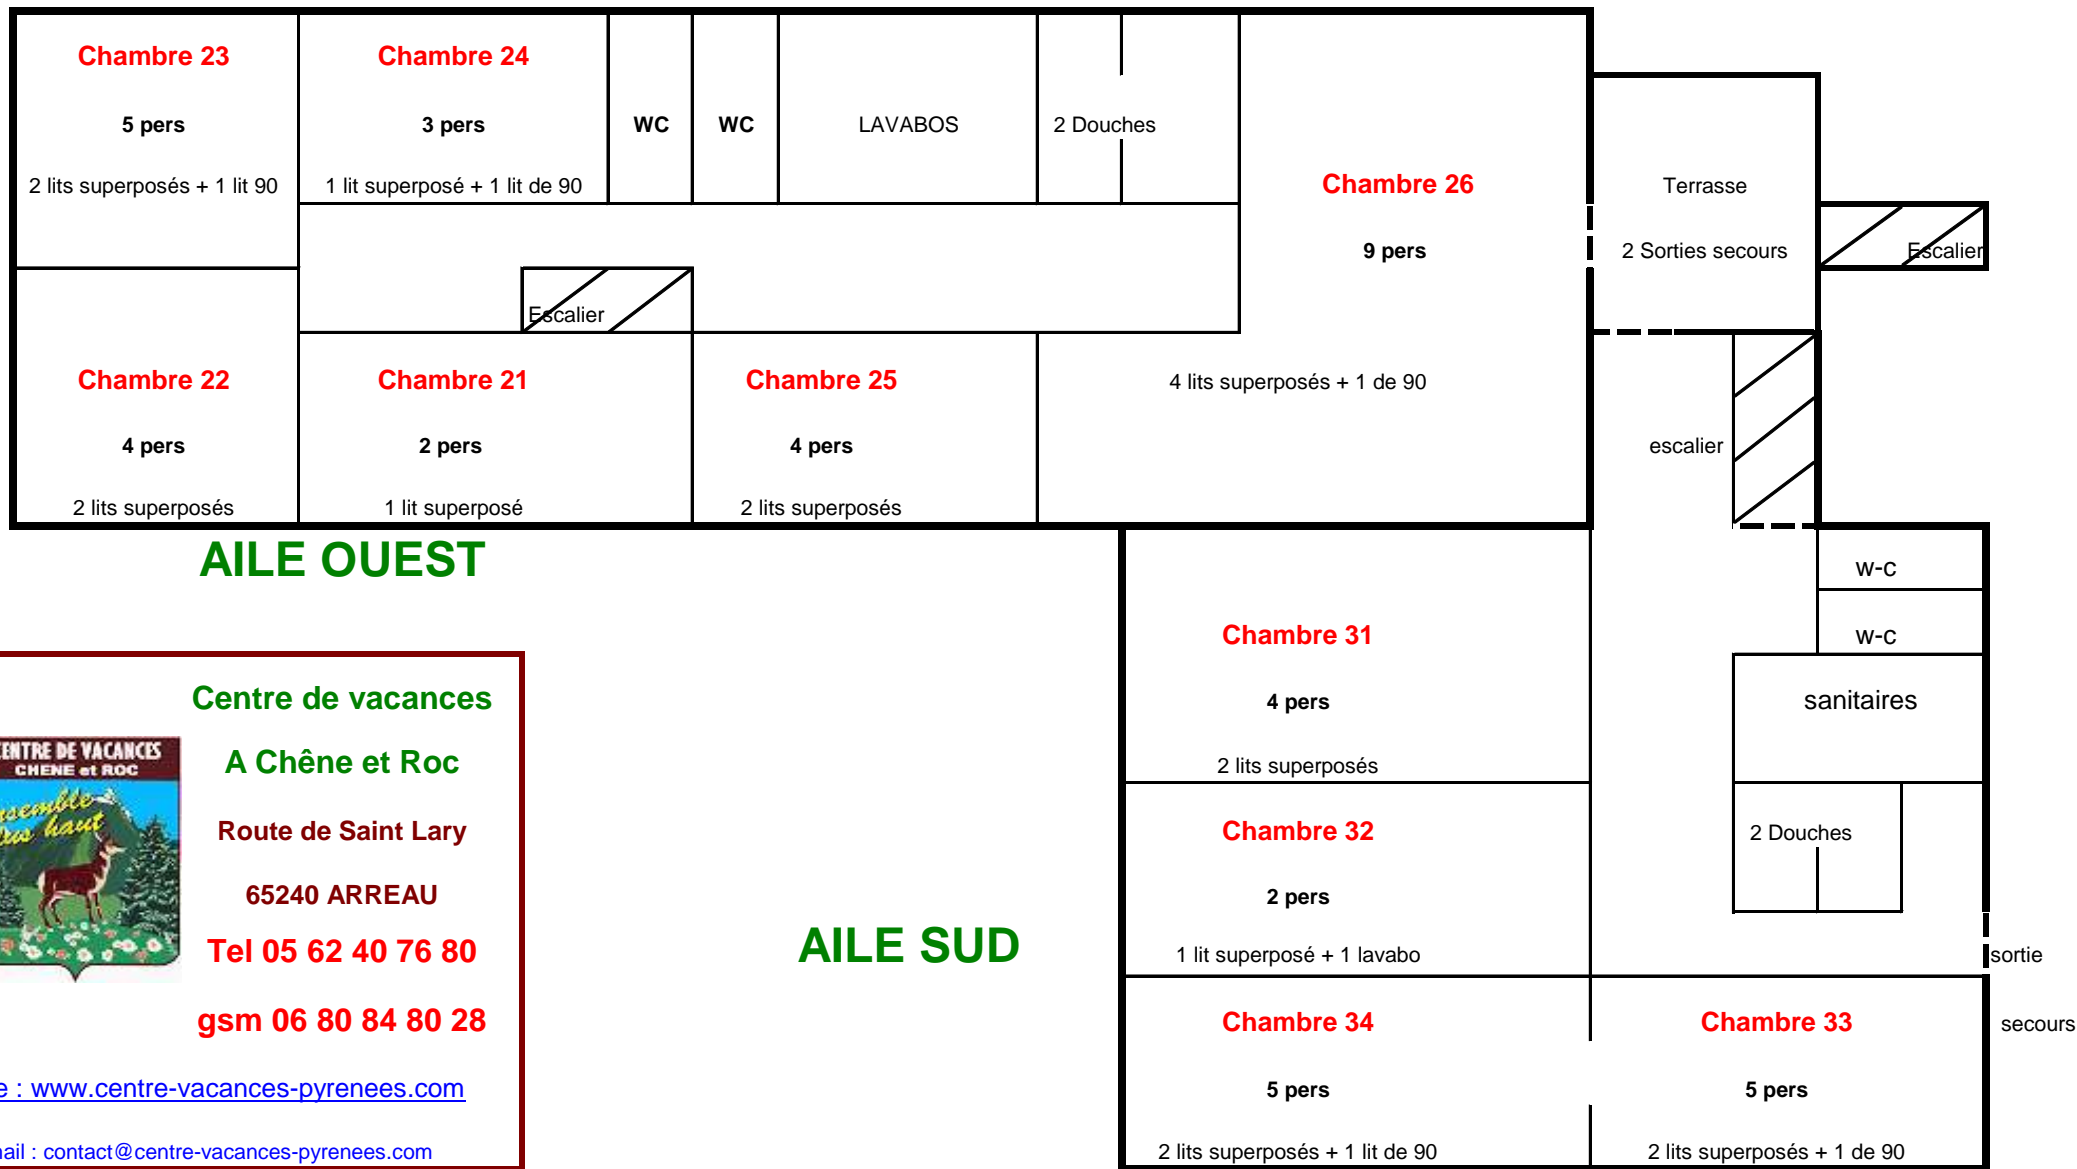 Chambre 23
5 pers
2 lits superposés + 1 lit 90
Chambre 24
3 pers
1 lit superposé + 1 lit de 90
WC
WC
LAVABOS
2 Douches
Chambre 26
9 pers
4 lits superposés + 1 de 90
Terrasse
2 Sorties secours
Escalier
Escalier
Chambre 22
4 pers
2 lits superposés
Chambre 21
2 pers
1 lit superposé
Chambre 25
4 pers
2 lits superposés
escalier
AILE OUEST
w-c
w-c
sanitaires
2 Douches
sortie
secours
Chambre 31
4 pers
2 lits superposés
Chambre 32
2 pers
1 lit superposé + 1 lavabo
AILE SUD
Chambre 34
5 pers
2 lits superposés + 1 lit de 90
Chambre 33
5 pers
2 lits superposés + 1 de 90
Centre de vacances
A Chêne et Roc
Route de Saint Lary
65240 ARREAU
Tel 05 62 40 76 80
gsm 06 80 84 80 28
: www.centre-vacances-pyrenees.com
: contact@centre-vacances-pyrenees.com
DE VACANCES
CHENE et ROC
haut